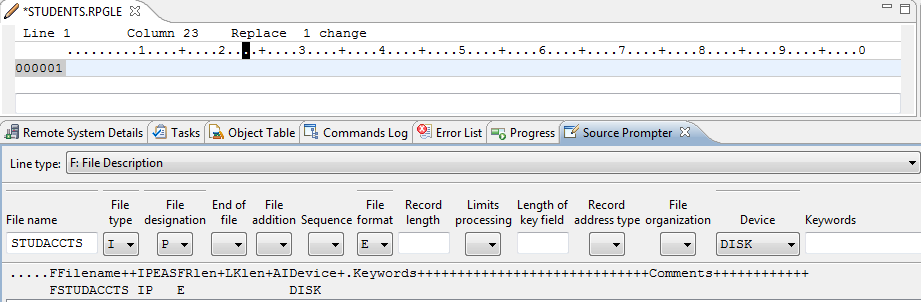 *STUDENTS.RPGLE
Line 1 Column 23 Replace 1 change
.........1....+....2..▮.+....3....+....4....+....5....+....6....+....7....+....8....+....9....+....0
000001
Remote System Details Tasks Object Table Commands Log Error List Progress Source Prompter
Line type: F: File Description
File name File type File designation End of file File addition Sequence File format Record length Limits processing Length of key field Record address type File organization Device Keywords
STUDACCTS I P E DISK
.....FFilename++IPEASFRlen+LKlen+AIDevice+.Keywords+++++++++++++++++++++++++++++Comments++++++++++++
FSTUDACCTS IP E DISK